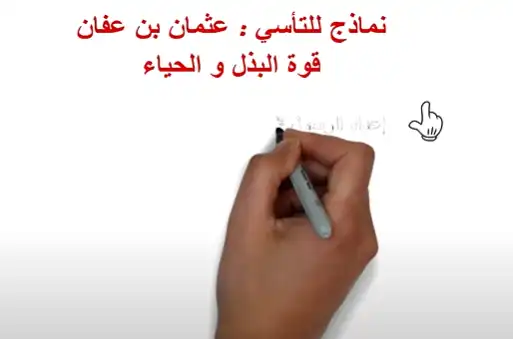 نماذج للتأسي : عثمان بن عفان
قوة البذل و الحياء